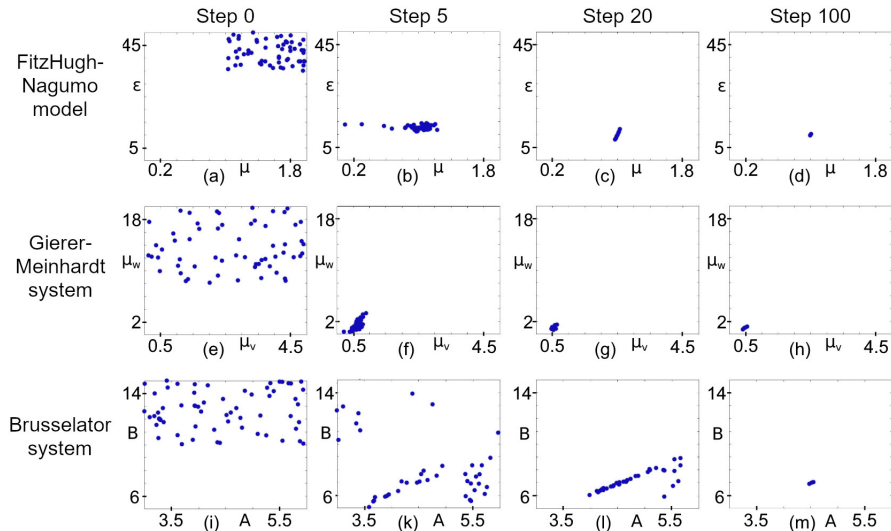 Step 0 Step 5 Step 20 Step 100
FitzHugh-
Nagumo
model
45 ε 5 0.2 (a) μ 1.8
45 ε 5 0.2 (b) μ 1.8
45 ε 5 0.2 (c) μ 1.8
45 ε 5 0.2 (d) μ 1.8
Gierer-
Meinhardt
system
18 μw 2 0.5 (e) μv 4.5
18 μw 2 0.5 (f) μv 4.5
18 μw 2 0.5 (g) μv 4.5
18 μw 2 0.5 (h) μv 4.5
Brusselator
system
14 B 6 3.5 (i) A 5.5
14 B 6 3.5 (k) A 5.5
14 B 6 3.5 (l) A 5.5
14 B 6 3.5 (m) A 5.5